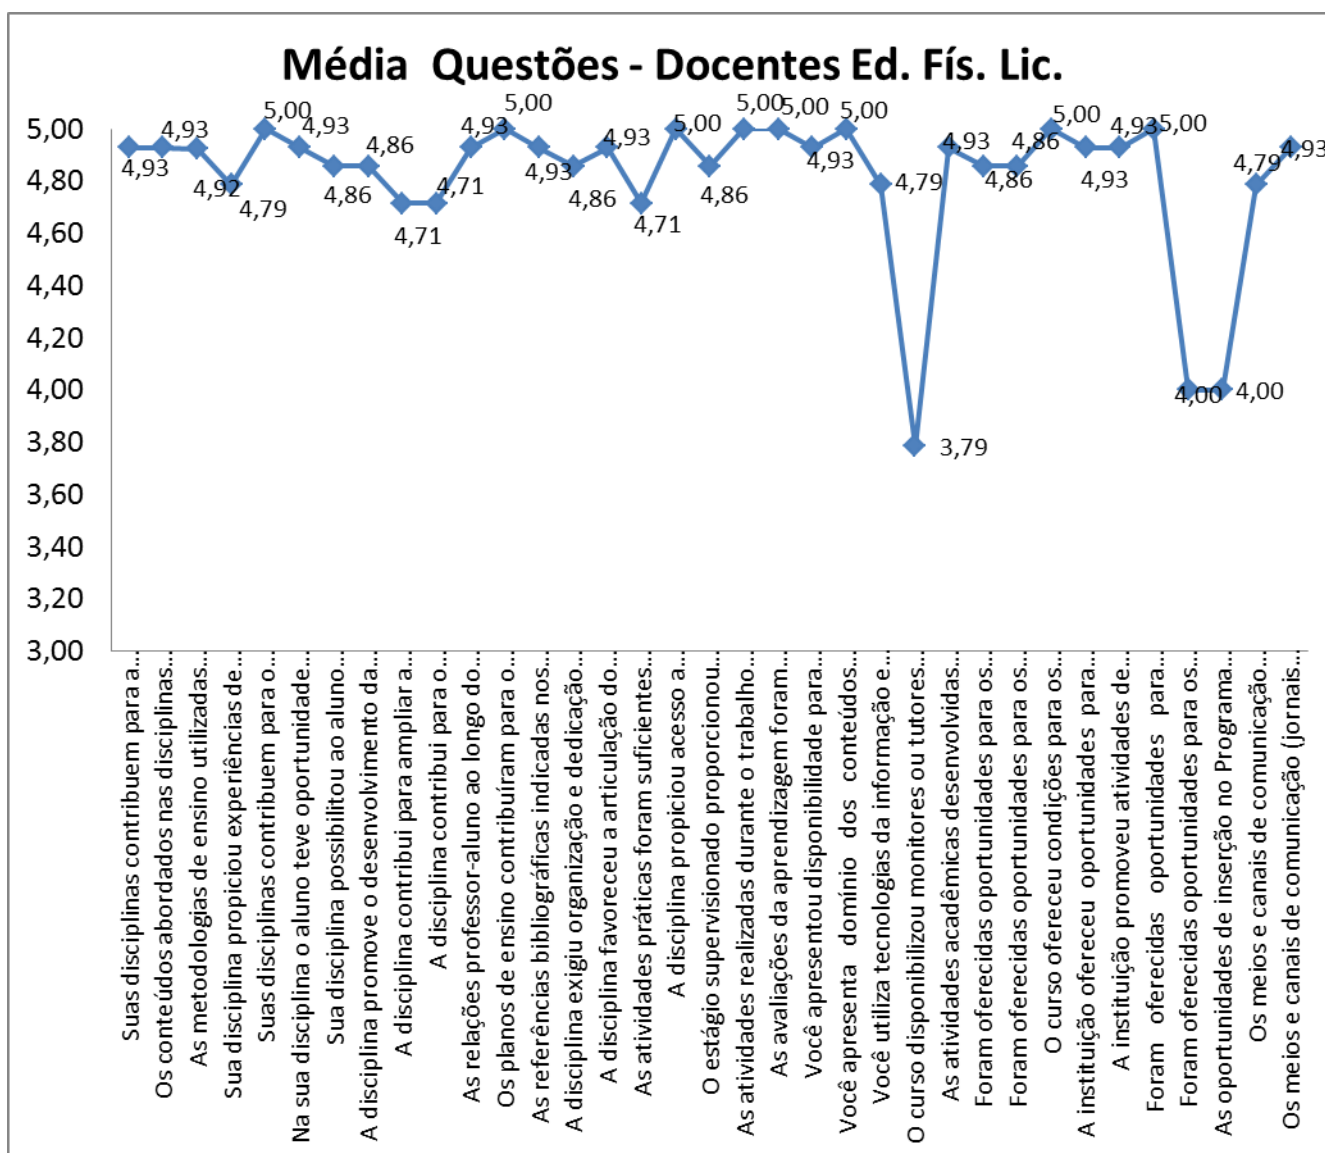 Média Questões - Docentes Ed. Fís. Lic.
5,00
4,80
4,60
4,40
4,20
4,00
3,80
3,60
3,40
3,20
3,00
4,93
4,93
4,92
4,79
5,00
4,93
4,86
4,86
4,71
4,71
4,93
5,00
4,93
4,86
4,93
4,71
5,00
4,86
5,00
5,00
4,93
5,00
4,79
3,79
4,93
4,86
4,86
5,00
4,93
4,93
5,00
4,00
4,00
4,79
4,93
Suas disciplinas contribuem para a...
Os conteúdos abordados nas disciplinas...
As metodologias de ensino utilizadas...
Sua disciplina propiciou experiências de...
Suas disciplinas contribuem para o...
Na sua disciplina o aluno teve oportunidade...
Sua disciplina possibilitou ao aluno...
A disciplina promove o desenvolvimento da...
A disciplina contribui para ampliar a...
A disciplina contribui para o...
As relações professor-aluno ao longo do...
Os planos de ensino contribuíram para o...
As referências bibliográficas indicadas nos...
A disciplina exigiu organização e dedicação...
A disciplina favoreceu a articulação do...
As atividades práticas foram suficientes...
A disciplina propiciou acesso a...
O estágio supervisionado proporcionou...
As atividades realizadas durante o trabalho...
As avaliações da aprendizagem foram...
Você apresentou disponibilidade para...
Você apresenta domínio dos conteúdos...
Você utiliza tecnologias da informação e...
O curso disponibilizou monitores ou tutores...
As atividades acadêmicas desenvolvidas...
Foram oferecidas oportunidades para os...
Foram oferecidas oportunidades para os...
O curso ofereceu condições para os...
A instituição ofereceu oportunidades para...
A instituição promoveu atividades de...
Foram oferecidas oportunidades para...
Foram oferecidas oportunidades para os...
As oportunidades de inserção no Programa...
Os meios e canais de comunicação...
Os meios e canais de comunicação (jornais...